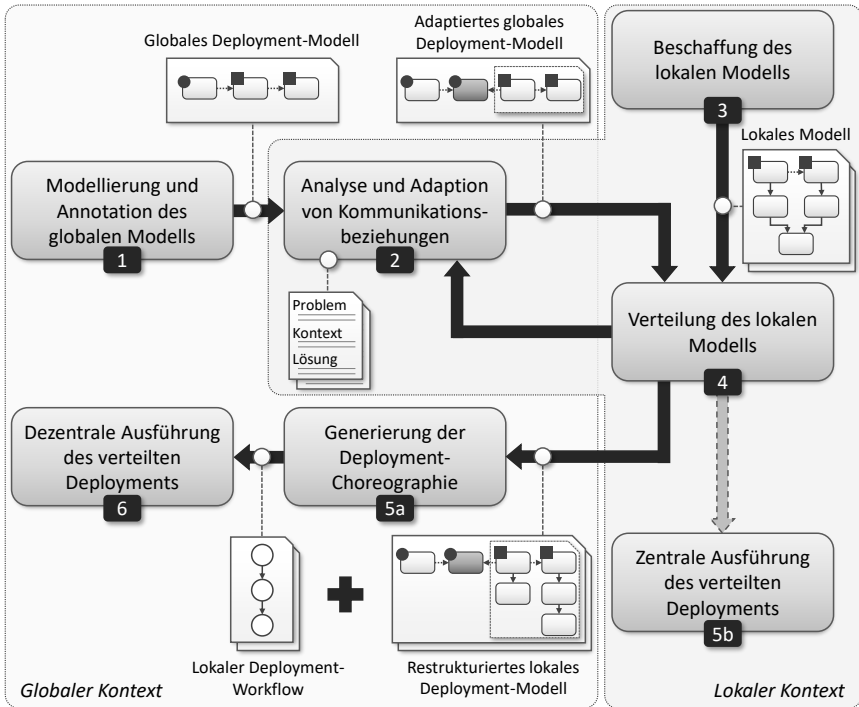 Globales Deployment-Modell
Adaptiertes globales
Deployment-Modell
Beschaffung des
lokalen Modells
3
Lokales Modell
Modellierung und
Annotation des
globalen Modells
1
Analyse und Adaption
von Kommunikations-
beziehungen
2
Problem
Kontext
Lösung
Verteilung des lokalen
Modells
4
Dezentrale Ausführung
des verteilten
Deployments
6
Generierung der
Deployment-
Choreographie
5a
Zentrale Ausführung
des verteilten
Deployments
5b
Lokaler Deployment-
Workflow
Restrukturiertes lokales
Deployment-Modell
Globaler Kontext
Lokaler Kontext